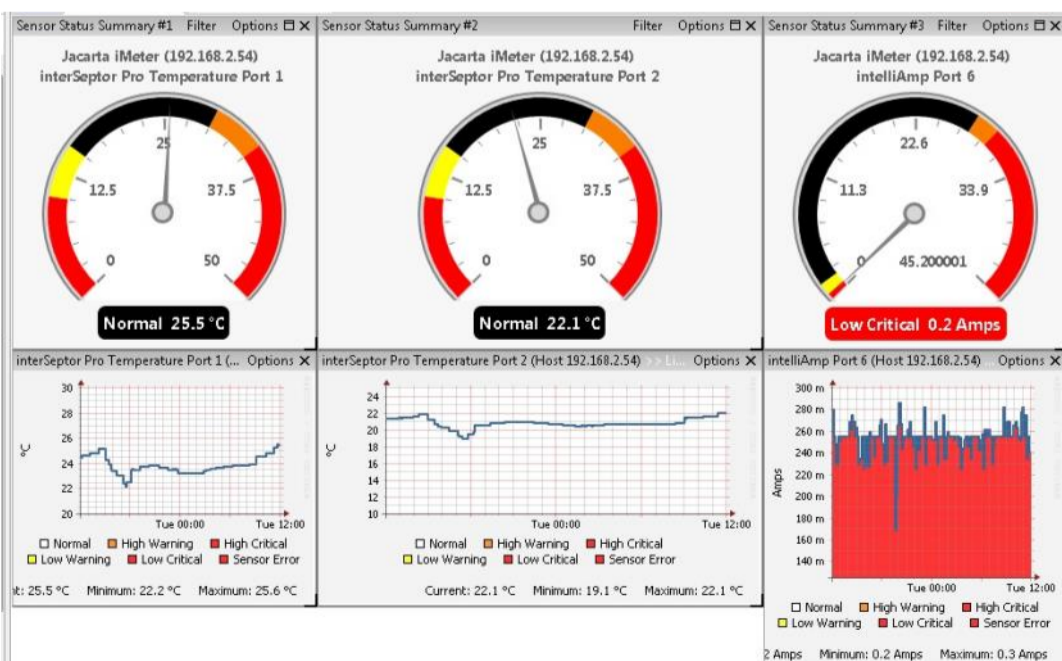 Sensor Status Summary #1 Filter Options
Jacarta iMeter (192.168.2.54)
interSeptor Pro Temperature Port 1
0
12.5
25
37.5
50
Normal 25.5 °C
Sensor Status Summary #2 Filter Options
Jacarta iMeter (192.168.2.54)
interSeptor Pro Temperature Port 2
0
12.5
25
37.5
50
Normal 22.1 °C
Sensor Status Summary #3 Filter Options
Jacarta iMeter (192.168.2.54)
intelliAmp Port 6
0
11.3
22.6
33.9
45.200001
Low Critical 0.2 Amps
interSeptor Pro Temperature Port 1 (... Options
30
28
26
24
22
20
°C
Tue 00:00 Tue 12:00
Normal High Warning High Critical
Low Warning Low Critical Sensor Error
t: 25.5 °C Minimum: 22.2 °C Maximum: 25.6 °C
interSeptor Pro Temperature Port 2 (Host 192.168.2.54) >> Li... Options
24
22
20
18
16
14
12
10
°C
Tue 00:00 Tue 12:00
Normal High Warning High Critical
Low Warning Low Critical Sensor Error
Current: 22.1 °C Minimum: 19.1 °C Maximum: 22.1 °C
intelliAmp Port 6 (Host 192.168.2.54) ... Options
300 m
280 m
260 m
240 m
220 m
200 m
180 m
160 m
140 m
Amps
Tue 00:00 Tue 12:00
Normal High Warning High Critical
Low Warning Low Critical Sensor Error
2 Amps Minimum: 0.2 Amps Maximum: 0.3 Amps